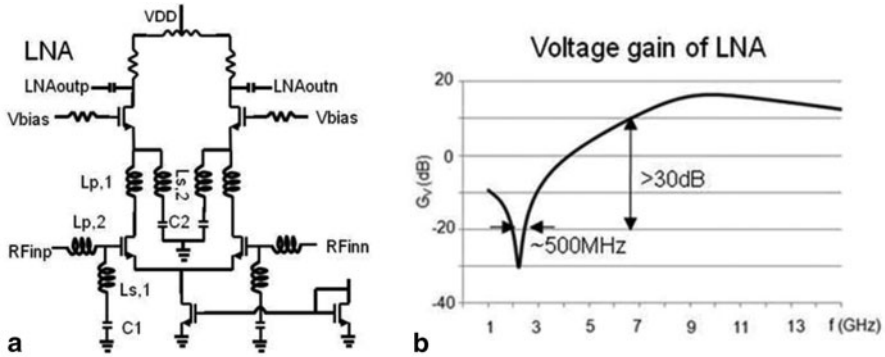 VDD
LNA
LNAoutp
LNAoutn
Vbias
Vbias
Lp,1
Ls,2
Lp,2
C2
RFinp
RFinn
Ls,1
C1
a
Voltage gain of LNA
20
0
-20
-40
Gv(dB)
>30dB
~500MHz
1 3 5 7 9 11 13 f(GHz)
b